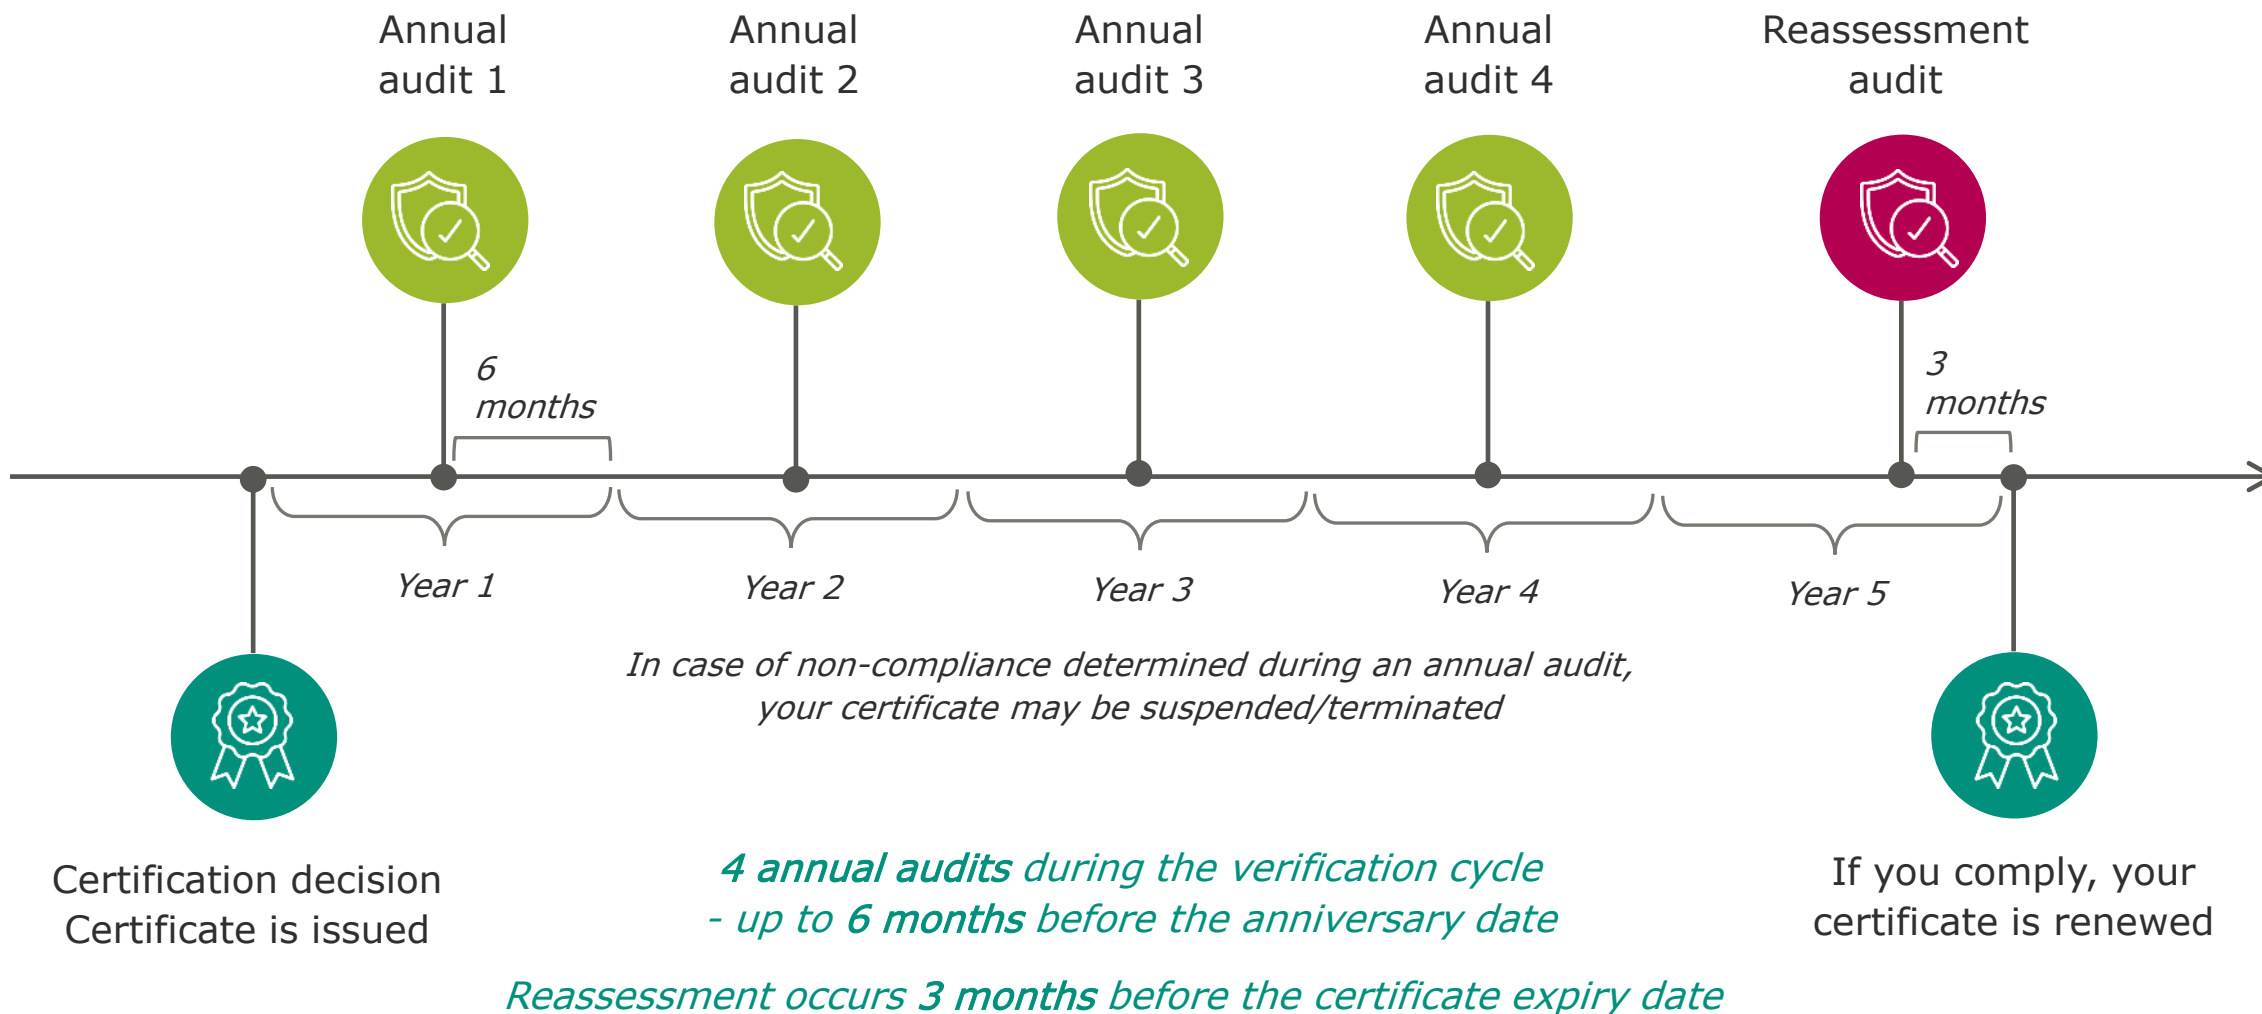 Annual
audit 1
Annual
audit 2
Annual
audit 3
Annual
audit 4
Reassessment
audit
6
months
3
months
Year 1
Year 2
Year 3
Year 4
Year 5
In case of non-compliance determined during an annual audit,
your certificate may be suspended/terminated
Certification decision
Certificate is issued
4 annual audits during the verification cycle
- up to 6 months before the anniversary date
Reassessment occurs 3 months before the certificate expiry date
If you comply, your
certificate is renewed